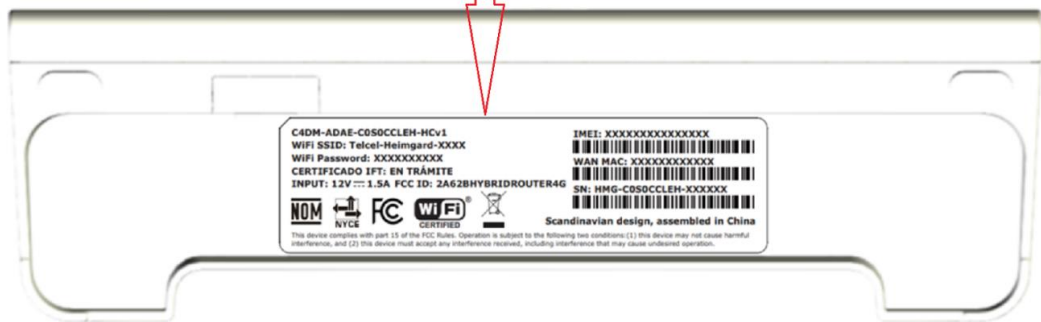 C4DM-ADAE-C0S0CCLEH-HCv1
WiFi SSID: Telcel-Heimgard-XXXX
WiFi Password: XXXXXXXXXX
CERTIFICADO IFT: EN TRÁMITE
INPUT: 12V 1.5A FCC ID: 2A62BHYBRIDROUTER4G
IMEI: XXXXXXXXXXXXXXX
WAN MAC: XXXXXXXXXXXX
SN: HMG-C0S0CCLEH-XXXXXX
NOM
NYCE
FC
Wi Fi®
CERTIFIED
Scandinavian design, assembled in China
This device complies with part 15 of the FCC Rules. Operation is subject to the following two conditions:(1) this device may not cause harmful
interference, and (2) this device must accept any interference received, including interference that may cause undesired operation.